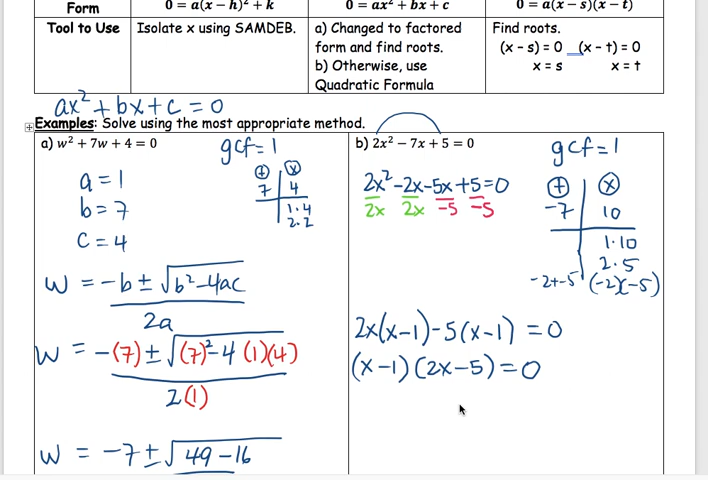 Form 0 = a(x − h)² + k 0 = ax² + bx + c 0 = a(x − s)(x − t)
Tool to Use
Isolate x using SAMDEB.
a) Changed to factored
form and find roots.
b) Otherwise, use
Quadratic Formula
Find roots.
(x - s) = 0 (x - t) = 0
x = s x = t
ax² + bx + c = 0
Examples: Solve using the most appropriate method.
a) w² + 7w + 4 = 0
gcf = 1
+ x
7 4
1·4
2·2
a = 1
b = 7
c = 4
w = -b ± √b² - 4ac
2a
w = -(7) ± √(7)² - 4(1)(4)
2(1)
w = -7 ± √49 - 16
b) 2x² − 7x + 5 = 0
gcf = 1
+ x
-7 10
1·10
2·5
-2+-5 (-2)(-5)
2x² - 2x - 5x + 5 = 0
2x 2x -5 -5
2x(x - 1) - 5(x - 1) = 0
(x - 1)(2x - 5) = 0